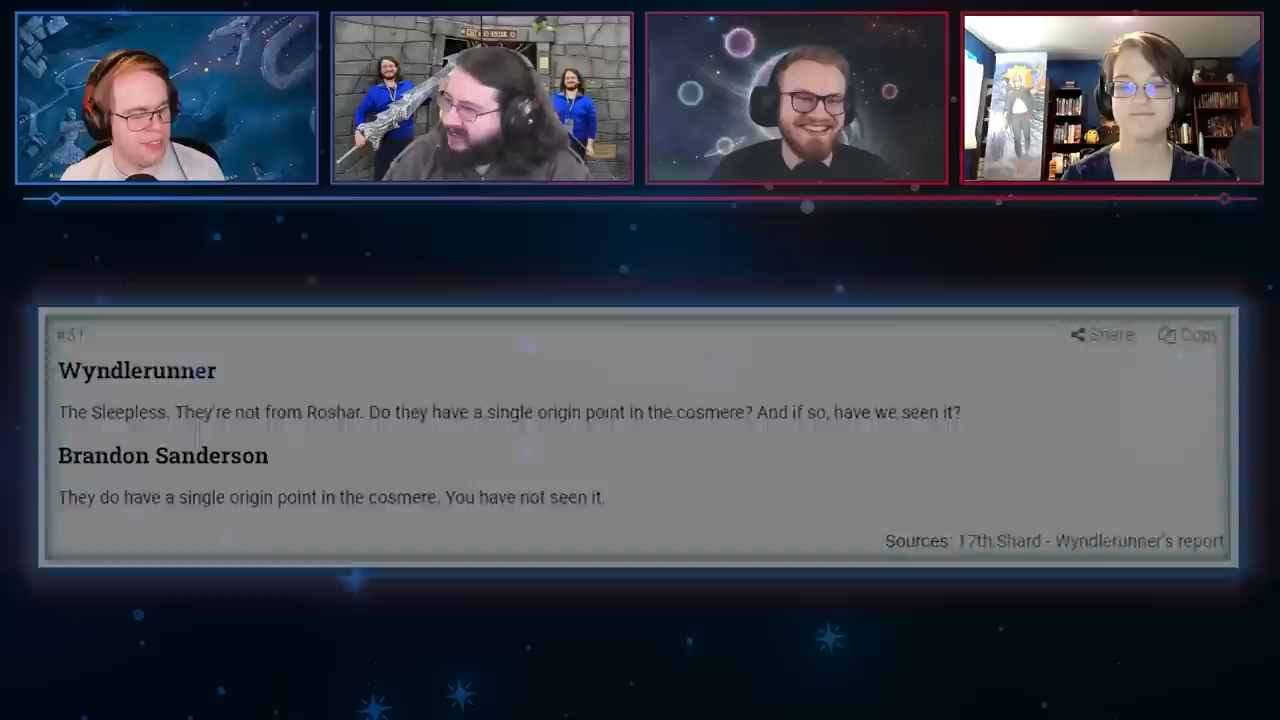 #51
Share Copy
Wyndlerunner
The Sleepless. They're not from Roshar. Do they have a single origin point in the cosmere? And if so, have we seen it?
Brandon Sanderson
They do have a single origin point in the cosmere. You have not seen it.
Sources: 17th Shard - Wyndlerunner's report